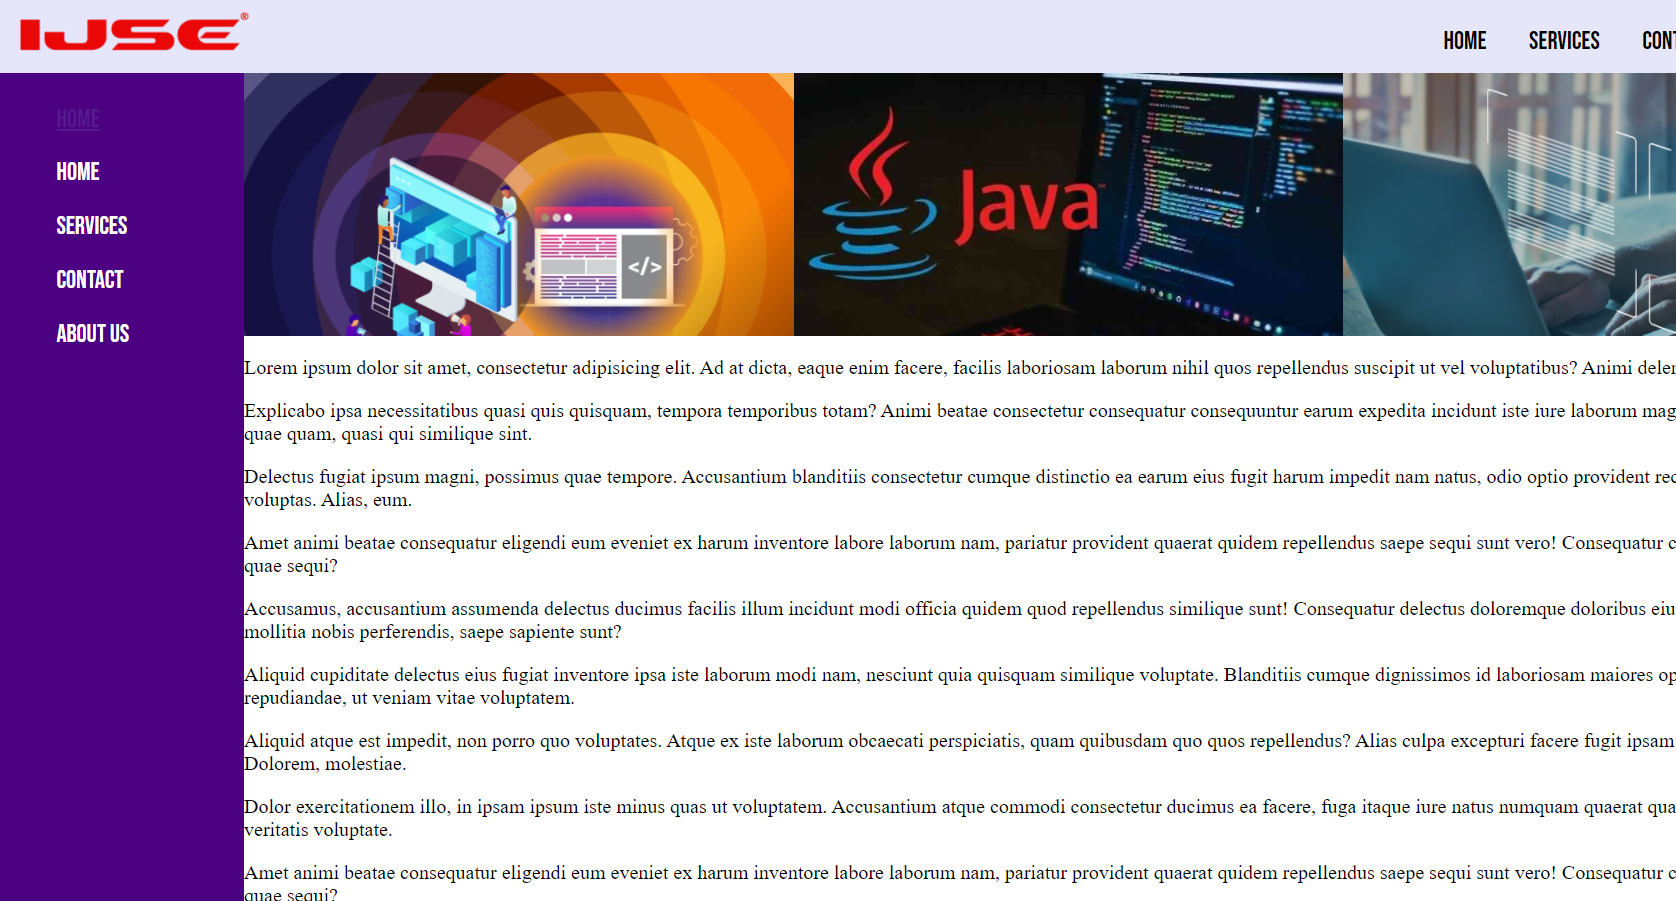 IJSE®
HOME
SERVICES
HOME
HOME
SERVICES
CONTACT
ABOUT US
</>
Java™
Lorem ipsum dolor sit amet, consectetur adipisicing elit. Ad at dicta, eaque enim facere, facilis laboriosam laborum nihil quos repellendus suscipit ut vel voluptatibus? Animi
Explicabo ipsa necessitatibus quasi quis quisquam, tempora temporibus totam? Animi beatae consectetur consequatur consequuntur earum expedita incidunt iste iure laborum
quae quam, quasi qui similique sint.
Delectus fugiat ipsum magni, possimus quae tempore. Accusantium blanditiis consectetur cumque distinctio ea earum eius fugit harum impedit nam natus, odio optio provident
voluptas. Alias, eum.
Amet animi beatae consequatur eligendi eum eveniet ex harum inventore labore laborum nam, pariatur provident quaerat quidem repellendus saepe sequi sunt vero! Consequatur
quae sequi?
Accusamus, accusantium assumenda delectus ducimus facilis illum incidunt modi officia quidem quod repellendus similique sunt! Consequatur delectus doloremque doloribus
mollitia nobis perferendis, saepe sapiente sunt?
Aliquid cupiditate delectus eius fugiat inventore ipsa iste laborum modi nam, nesciunt quia quisquam similique voluptate. Blanditiis cumque dignissimos id laboriosam maiores
repudiandae, ut veniam vitae voluptatem.
Aliquid atque est impedit, non porro quo voluptates. Atque ex iste laborum obcaecati perspiciatis, quam quibusdam quo quos repellendus? Alias culpa excepturi facere fugit ipsam
Dolorem, molestiae.
Dolor exercitationem illo, in ipsam ipsum iste minus quas ut voluptatem. Accusantium atque commodi consectetur ducimus ea facere, fuga itaque iure natus numquam quaerat
veritatis voluptate.
Amet animi beatae consequatur eligendi eum eveniet ex harum inventore labore laborum nam, pariatur provident quaerat quidem repellendus saepe sequi sunt vero! Consequatur
quae sequi?